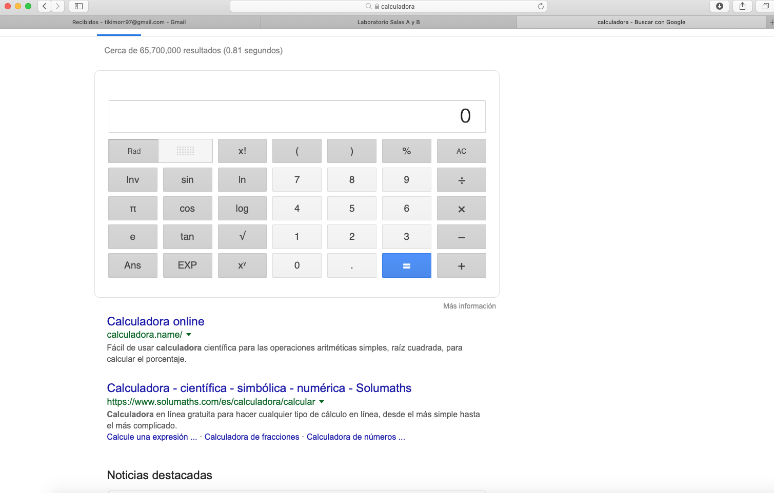 calculadora
Recibidos - tikimorr97@gmail.com - Gmail
Laboratorio Salas A y B
calculadora - Buscar con Google
Cerca de 65,700,000 resultados (0.81 segundos)
0
Rad x! ( ) % AC
Inv sin ln 7 8 9 ÷
π cos log 4 5 6 ×
e tan √ 1 2 3 −
Ans EXP xʸ 0 . = +
Más información
Calculadora online
calculadora.name/
Fácil de usar calculadora científica para las operaciones aritméticas simples, raíz cuadrada, para
calcular el porcentaje.
Calculadora - científica - simbólica - numérica - Solumaths
https://www.solumaths.com/es/calculadora/calcular
Calculadora en línea gratuita para hacer cualquier tipo de cálculo en línea, desde el más simple hasta
el más complicado.
Calcule una expresión ... · Calculadora de fracciones · Calculadora de números ...
Noticias destacadas